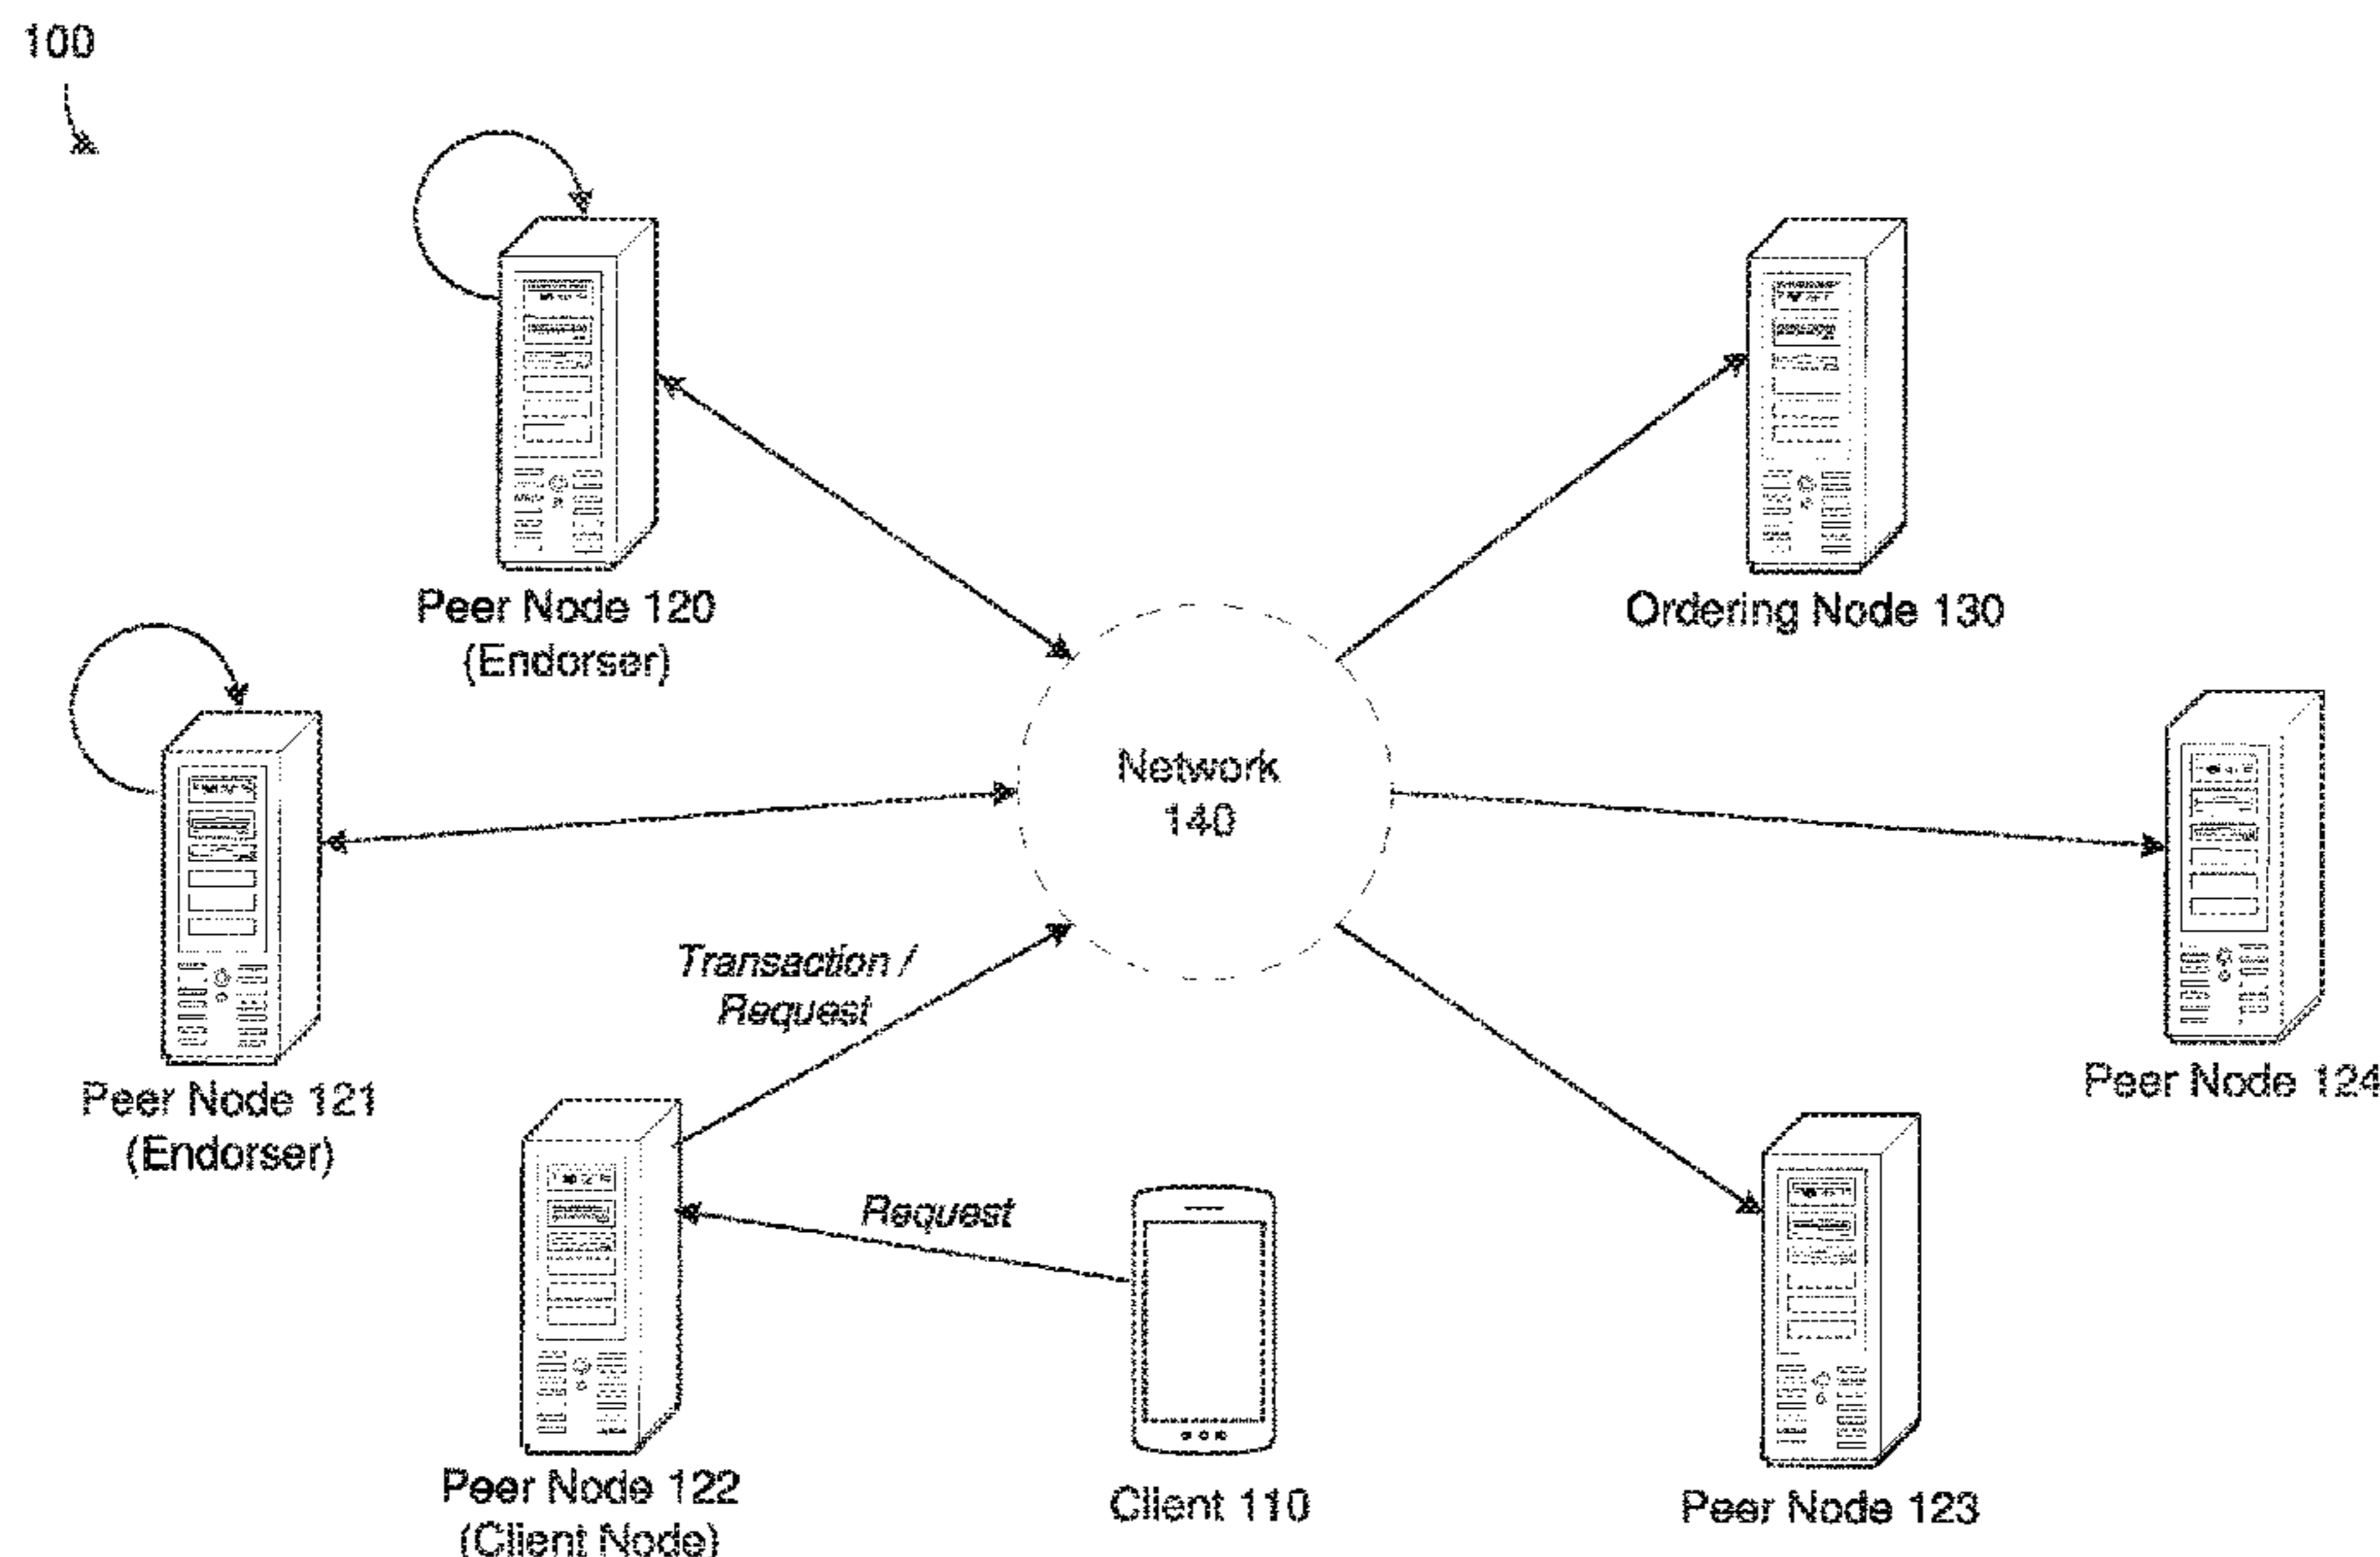 100
Peer Node 120
(Endorser)
Ordering Node 130
Network
140
Peer Node 121
(Endorser)
Transaction /
Request
Peer Node 124
Request
Peer Node 122
(Client Node)
Client 110
Peer Node 123